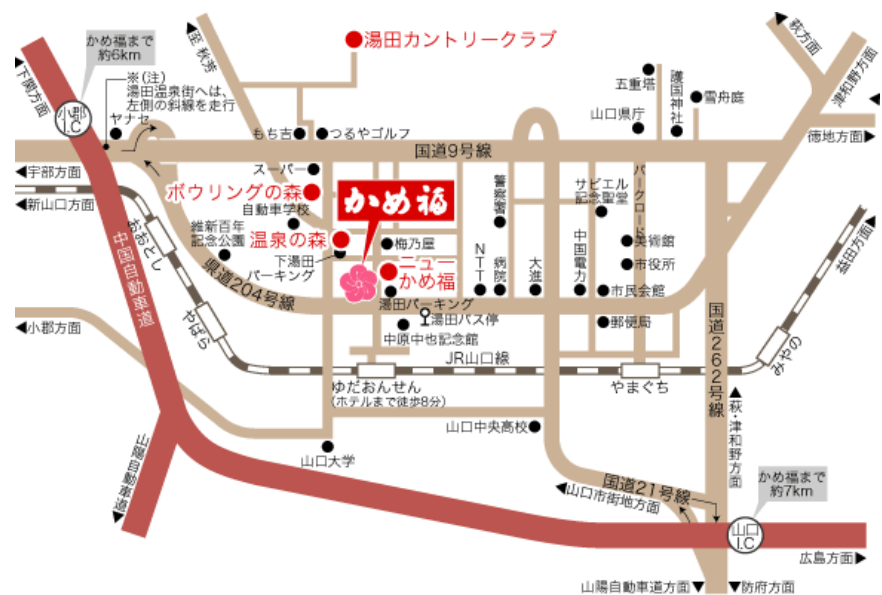 かめ福まで
約6km
下関方面
小郡
I.C
※(注)
湯田温泉街へは、
左側の斜線を走行
ヤナセ
至 秋芳
湯田カントリークラブ
もち吉
つるやゴルフ
五重塔
護国神社
雪舟庭
山口県庁
萩方面
津和野方面
徳地方面
国道9号線
宇部方面
新山口方面
スーパー
ボウリングの森
自動車学校
かめ福
維新百年
記念公園
温泉の森
下湯田
パーキング
梅乃屋
ニュー
かめ福
警察署
サビエル
記念聖堂
パークロード
美術館
市役所
市民会館
郵便局
NTT
病院
大進
中国電力
益田方面
おおとし
中国自動車道
県道204号線
湯田パーキング
湯田バス停
中原中也記念館
小郡方面
やばら
JR山口線
ゆだおんせん
(ホテルまで徒歩8分)
やまぐち
みやの
国道262号線
萩・津和野方面
山口中央高校
山口大学
山陽自動車道
国道21号線
山口市街地方面
かめ福まで
約7km
山口
I.C
広島方面
山陽自動車道方面
防府方面